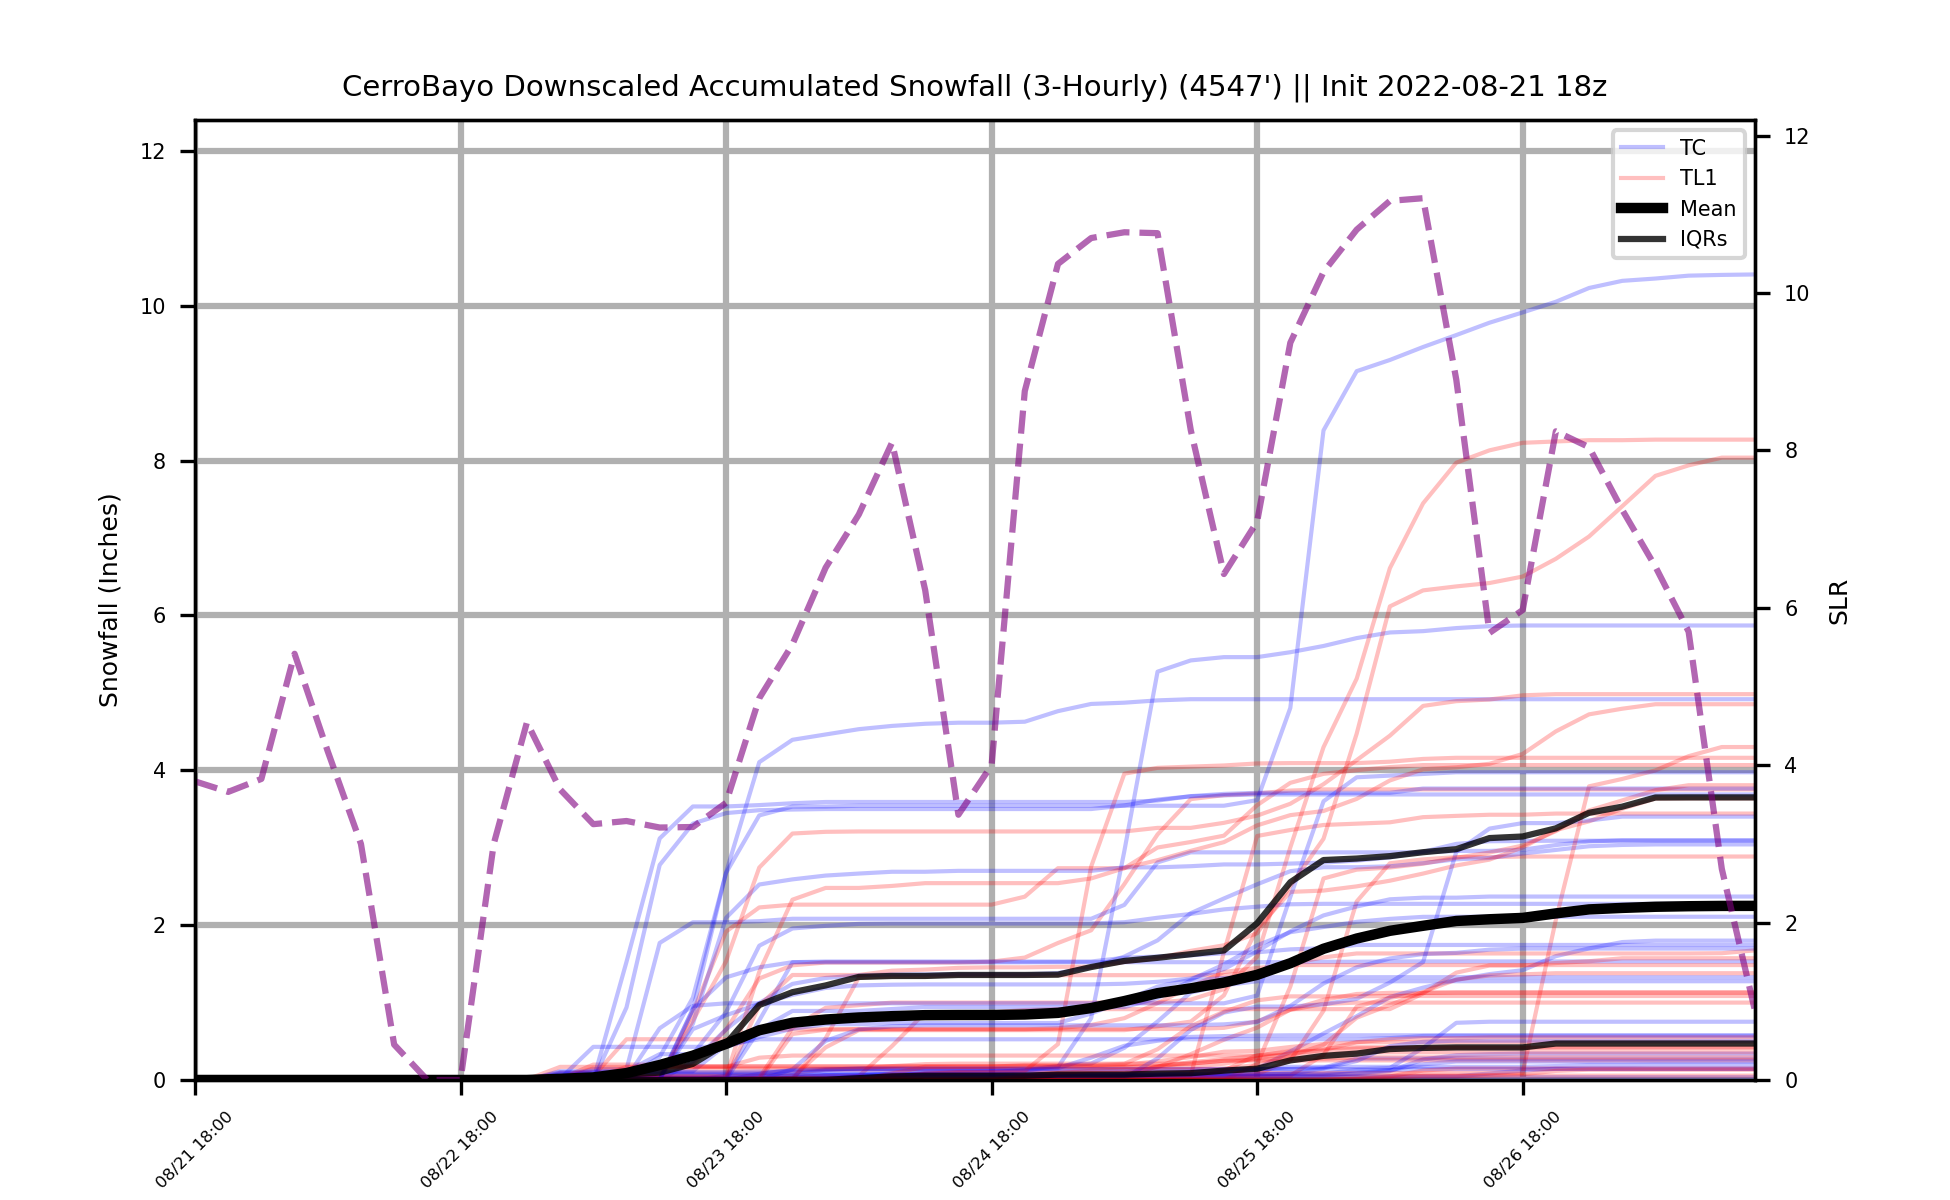 CerroBayo Downscaled Accumulated Snowfall (3-Hourly) (4547') || Init 2022-08-21 18z
TC
TL1
Mean
IQRs
Snowfall (Inches)
12
10
8
6
4
2
0
SLR
12
10
8
6
4
2
0
08/21 18:00
08/22 18:00
08/23 18:00
08/24 18:00
08/25 18:00
08/26 18:00